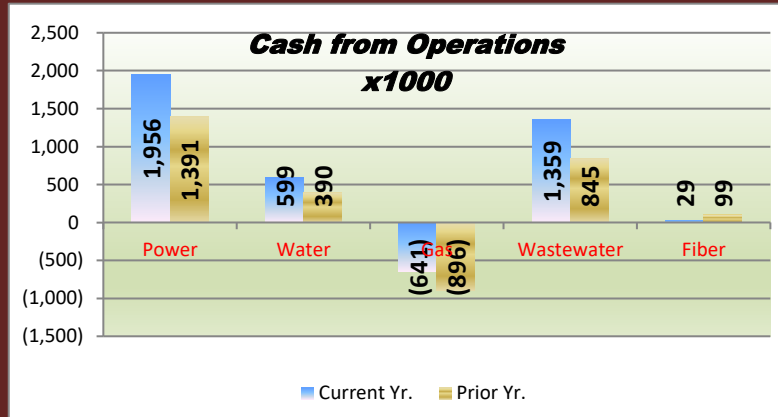 Cash from Operations
x1000
2,500
2,000
1,500
1,000
500
0
(500)
(1,000)
(1,500)
1,956
1,391
599
390
(641)
(896)
1,359
845
29
99
Power
Water
Gas
Wastewater
Fiber
Current Yr.
Prior Yr.